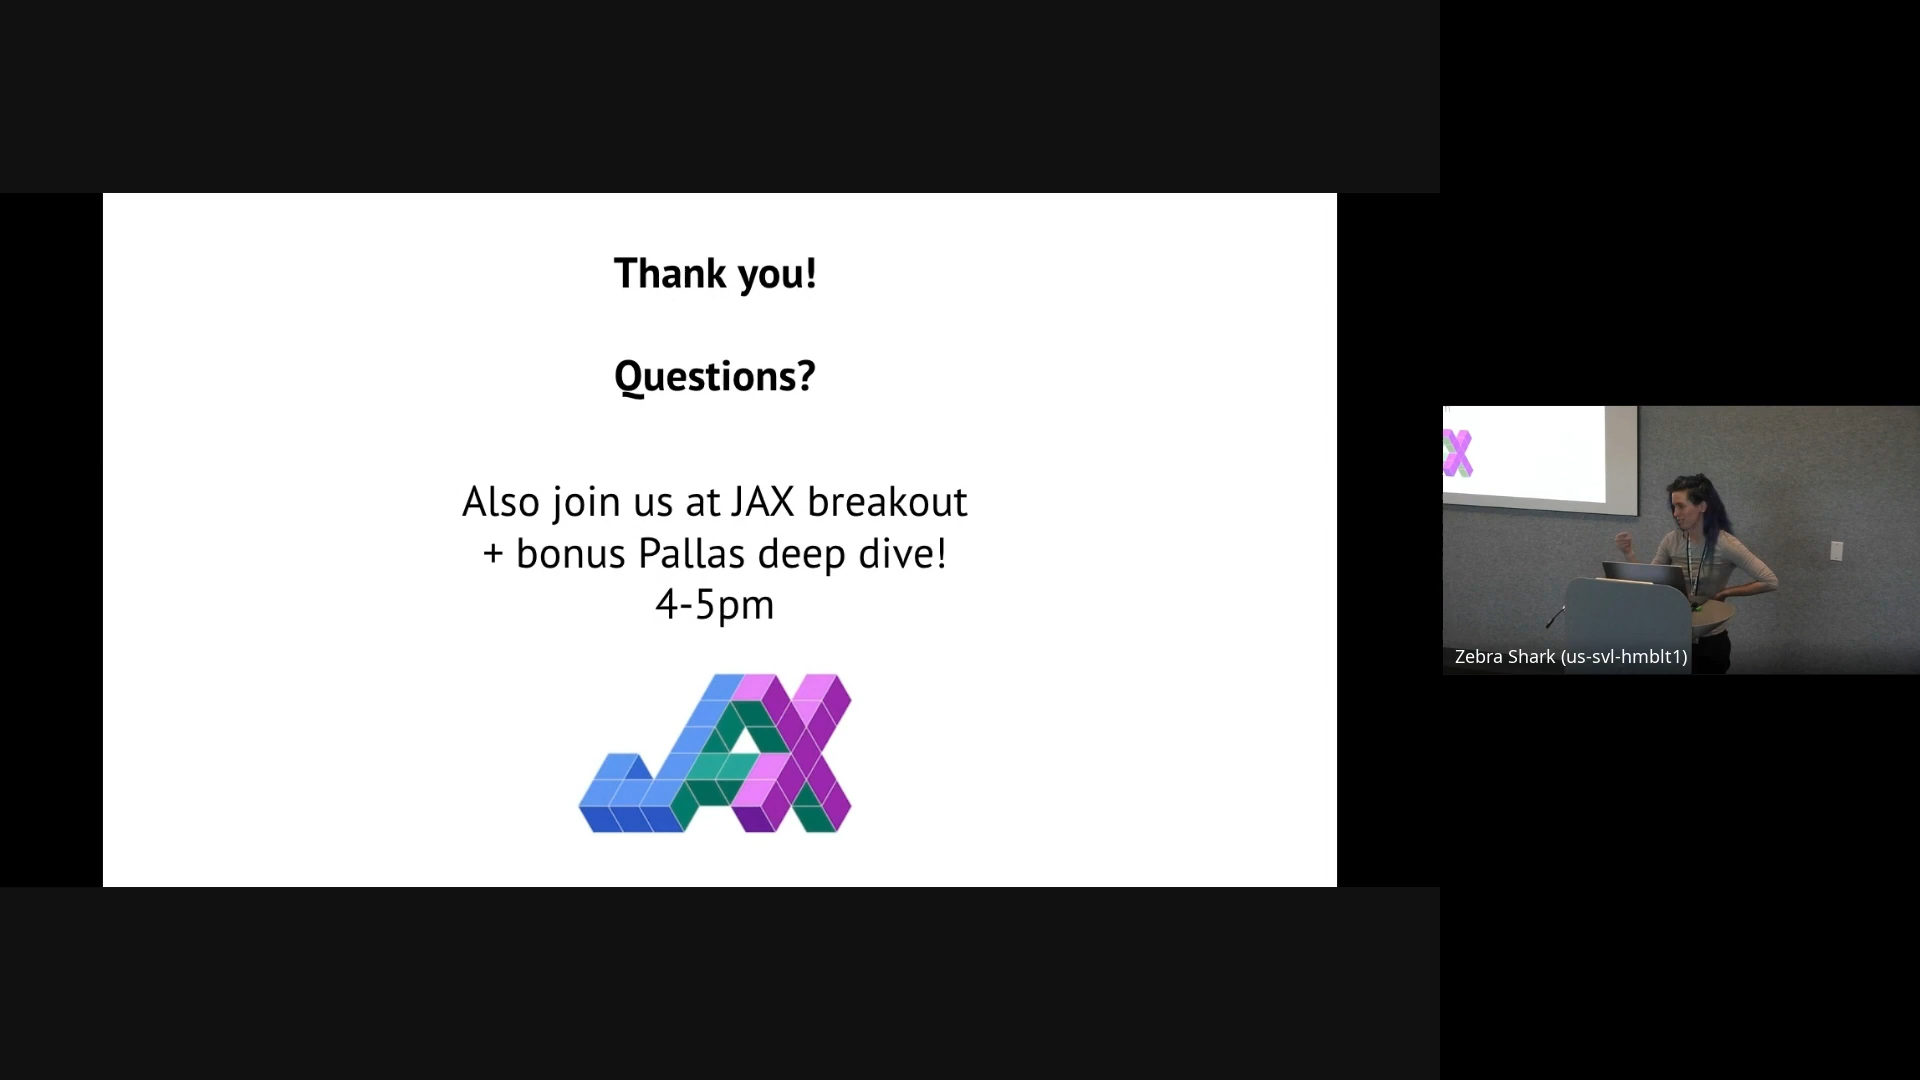 Thank you!
Questions?
Also join us at JAX breakout
+ bonus Pallas deep dive!
4-5pm
JAX
Zebra Shark (us-svl-hmblt1)